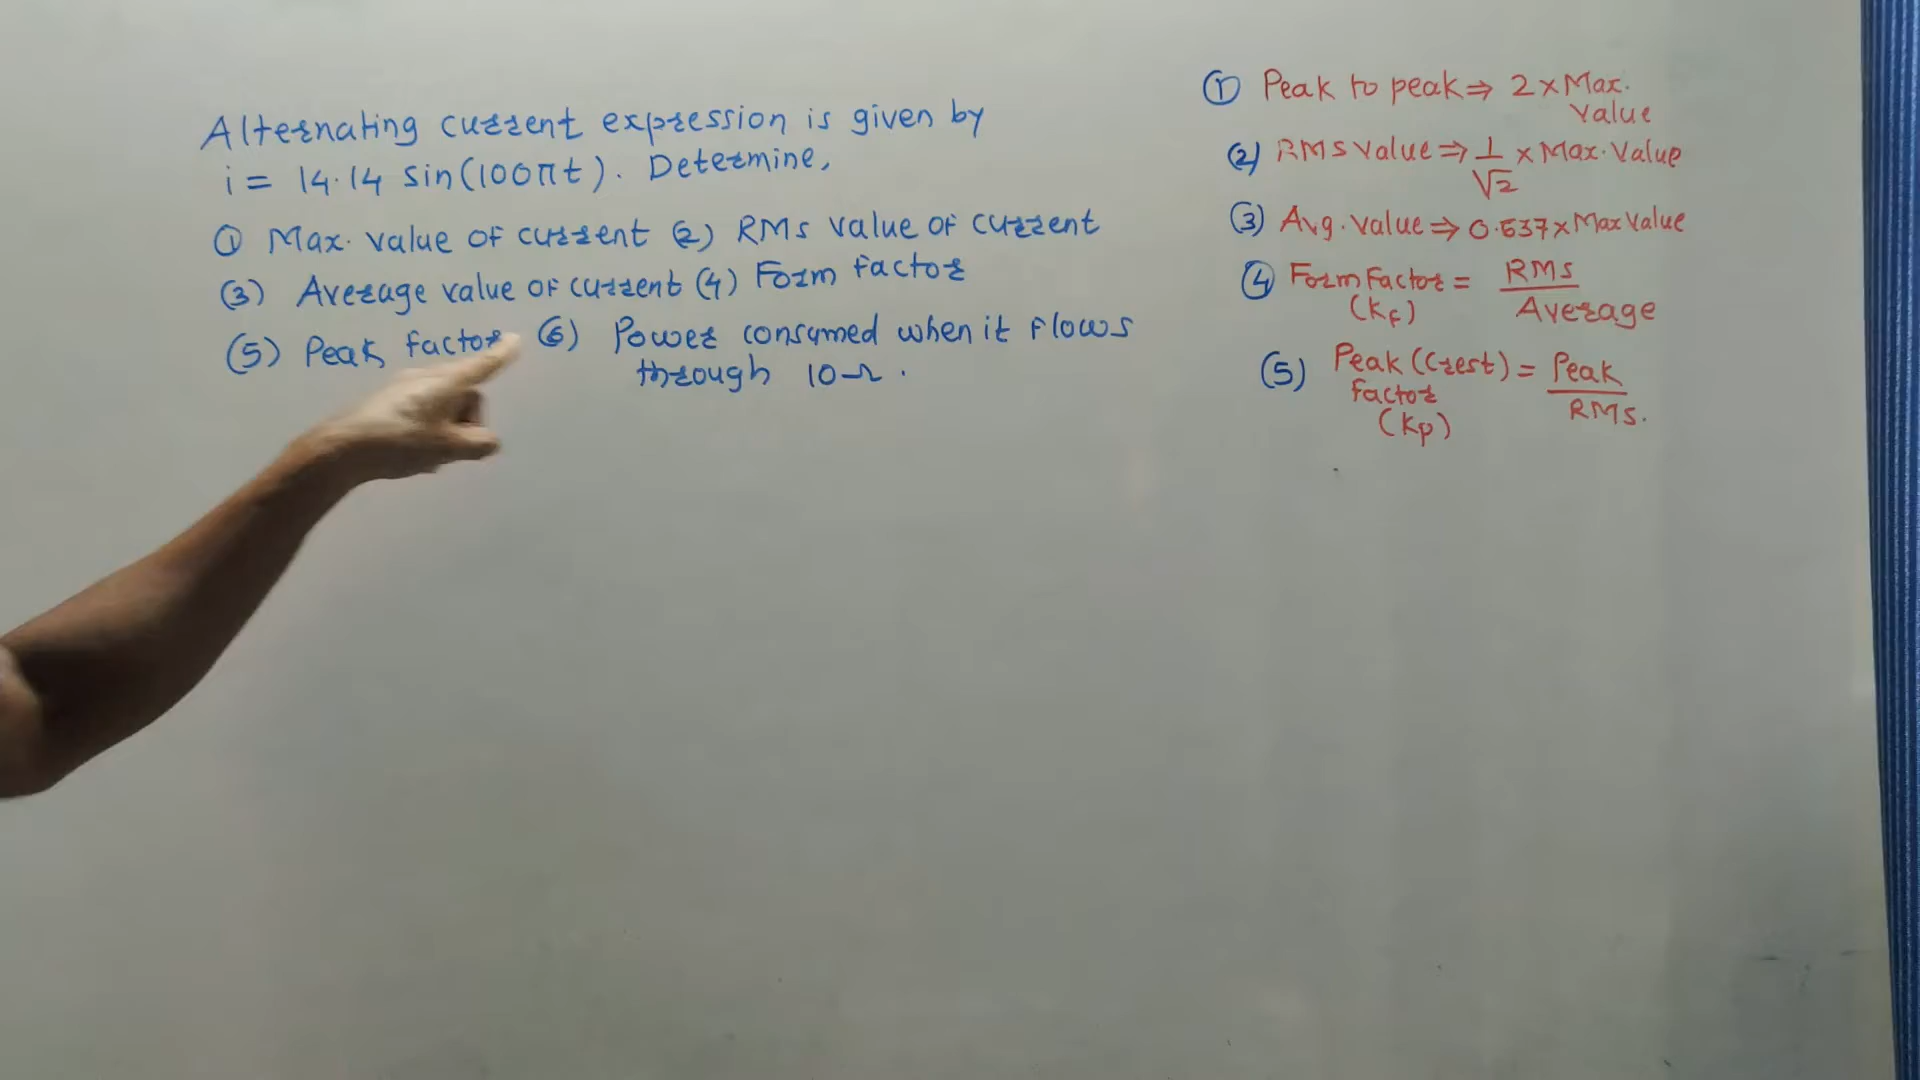 Alternating current expression is given by
i = 14.14 sin(100πt). Determine,
① Max. value of current (2) RMS value of current
(3) Average value of current (4) Form factor
(5) Peak factor (6) Power consumed when it flows
through 10Ω.
① Peak to peak ⇒ 2 × Max.
Value
(2) RMS value ⇒ 1/√2 × Max. Value
(3) Avg. value ⇒ 0.637 × Max Value
④ Form Factor = RMS / Average
(Kf)
(5) Peak (Crest) = Peak / RMS.
factor
(Kp)